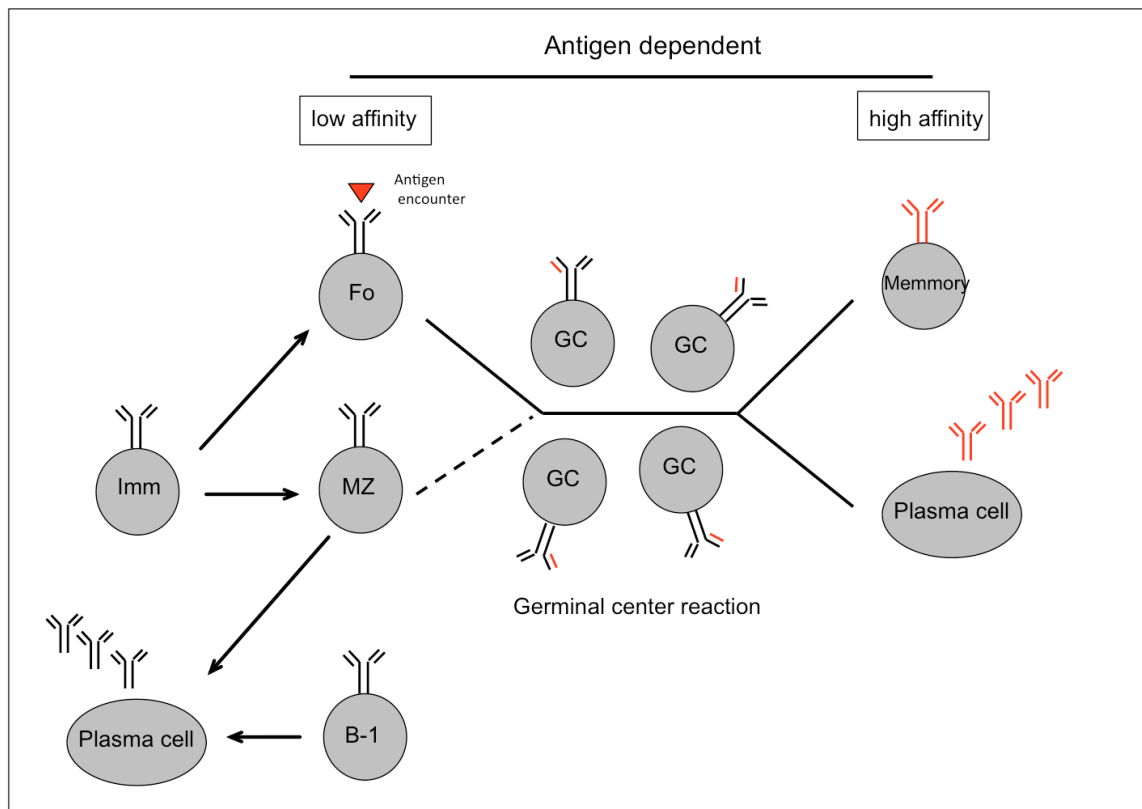 Antigen dependent
low affinity
high affinity
Antigen
encounter
Fo
GC
GC
Memmory
Imm
MZ
GC
GC
Plasma cell
Germinal center reaction
Plasma cell
B-1